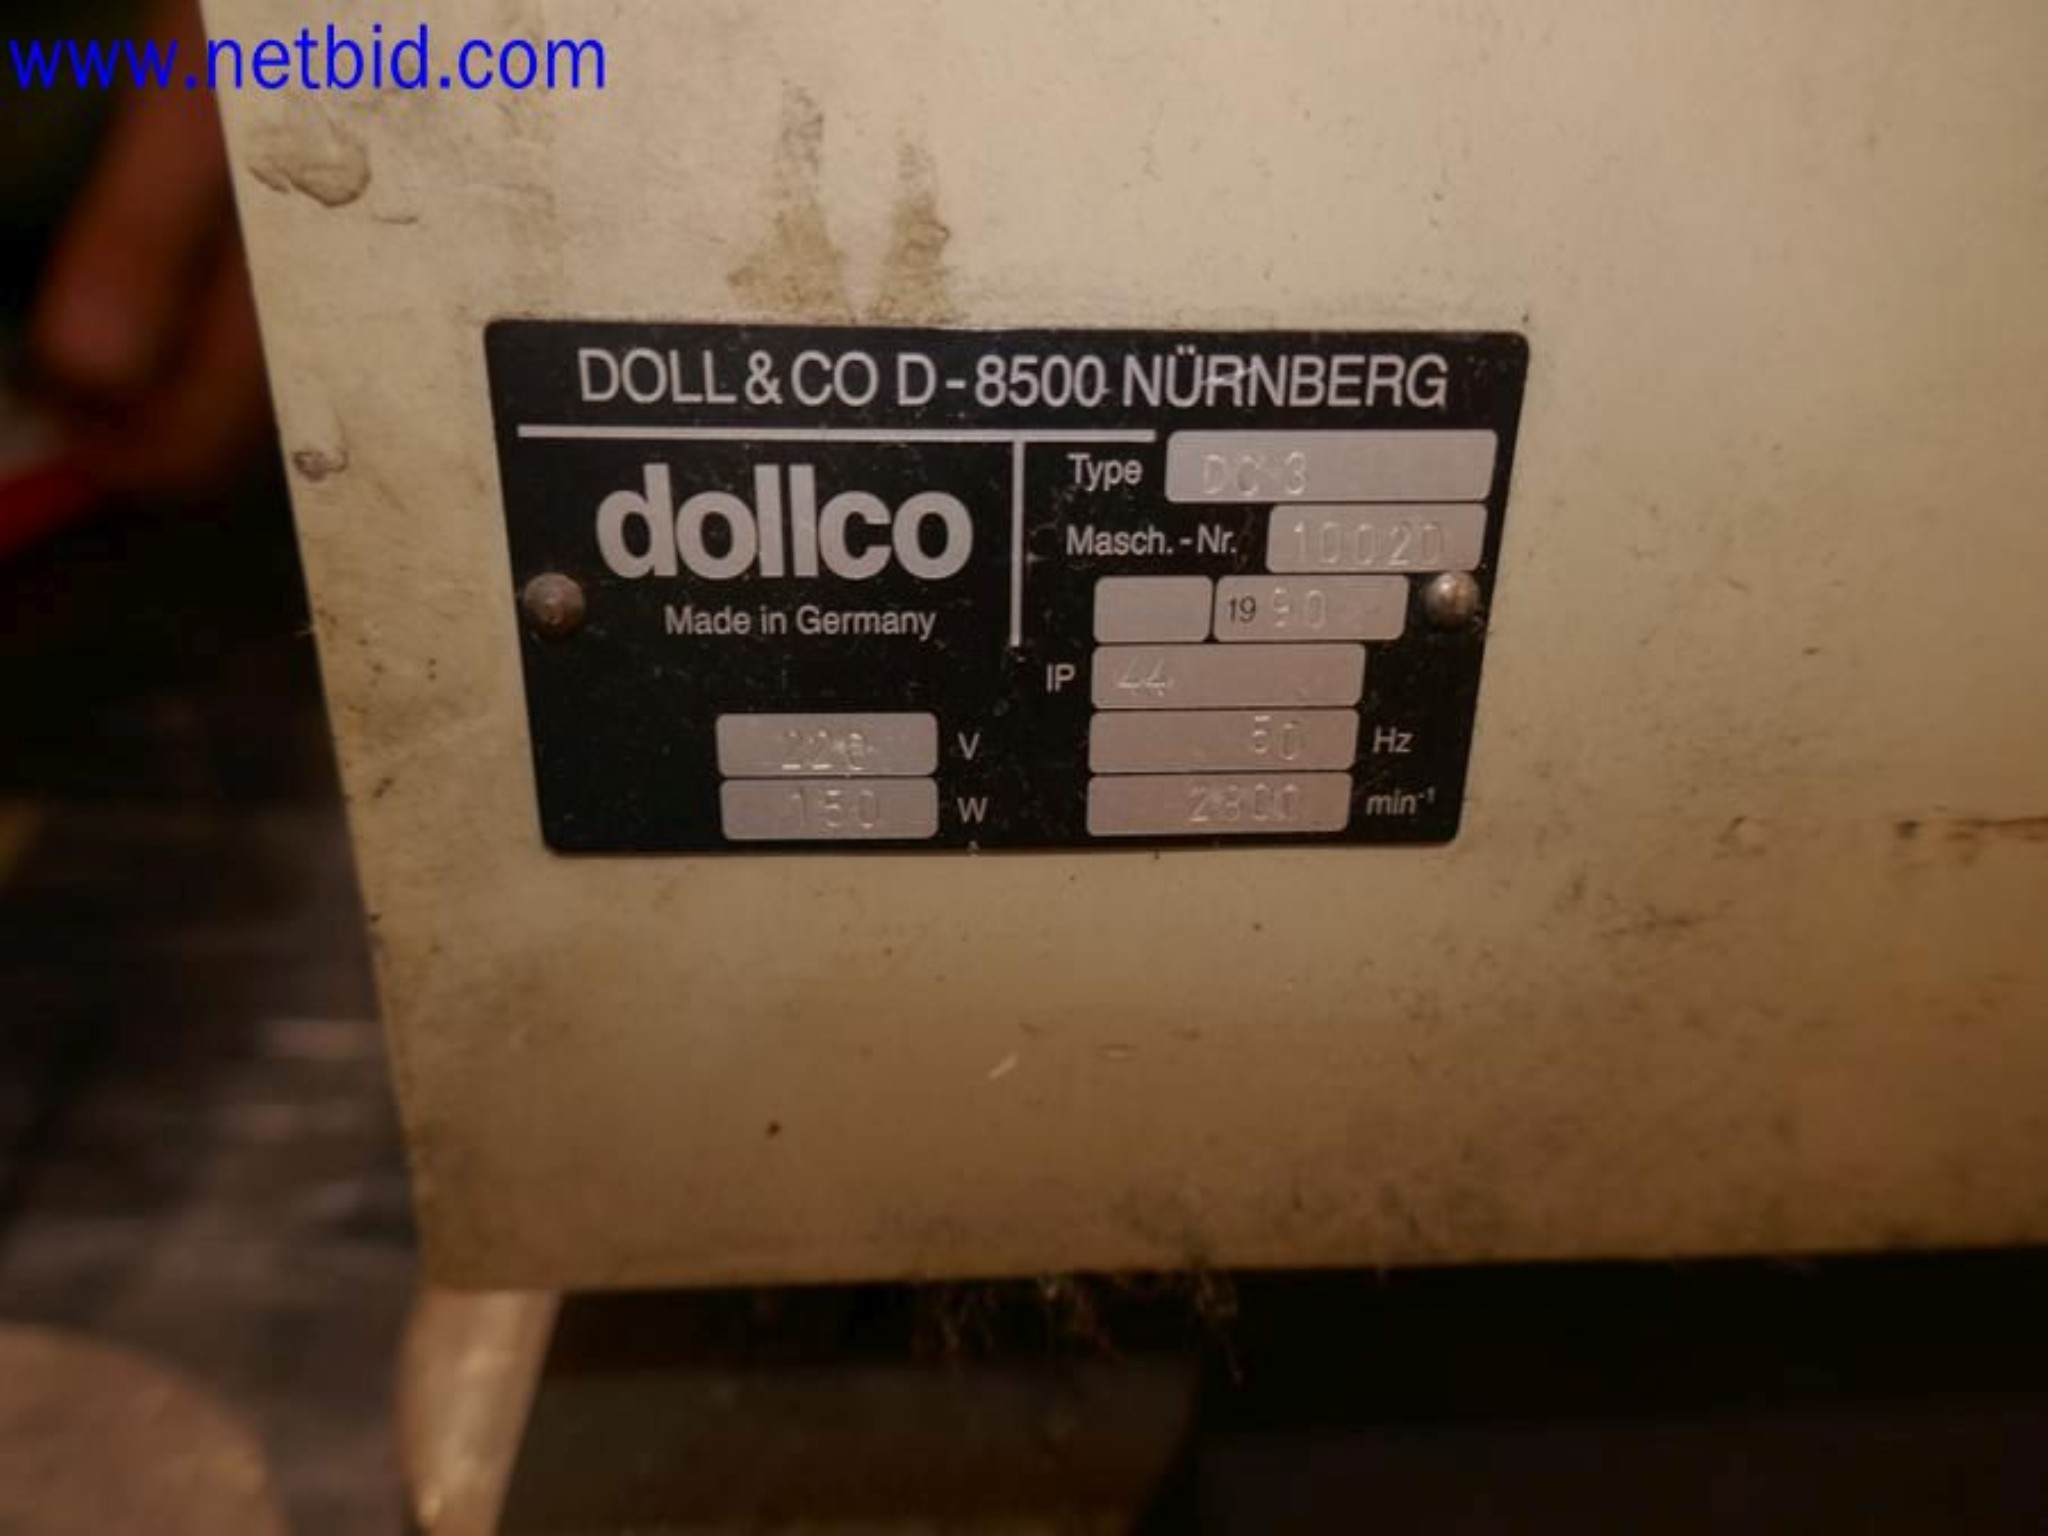 www.netbid.com
DOLL & CO D-8500 NÜRNBERG
dollco
Made in Germany
Type DC 3
Masch.-Nr. 10020
1990
IP 44
220 V
50 Hz
150 W
2800 min⁻¹